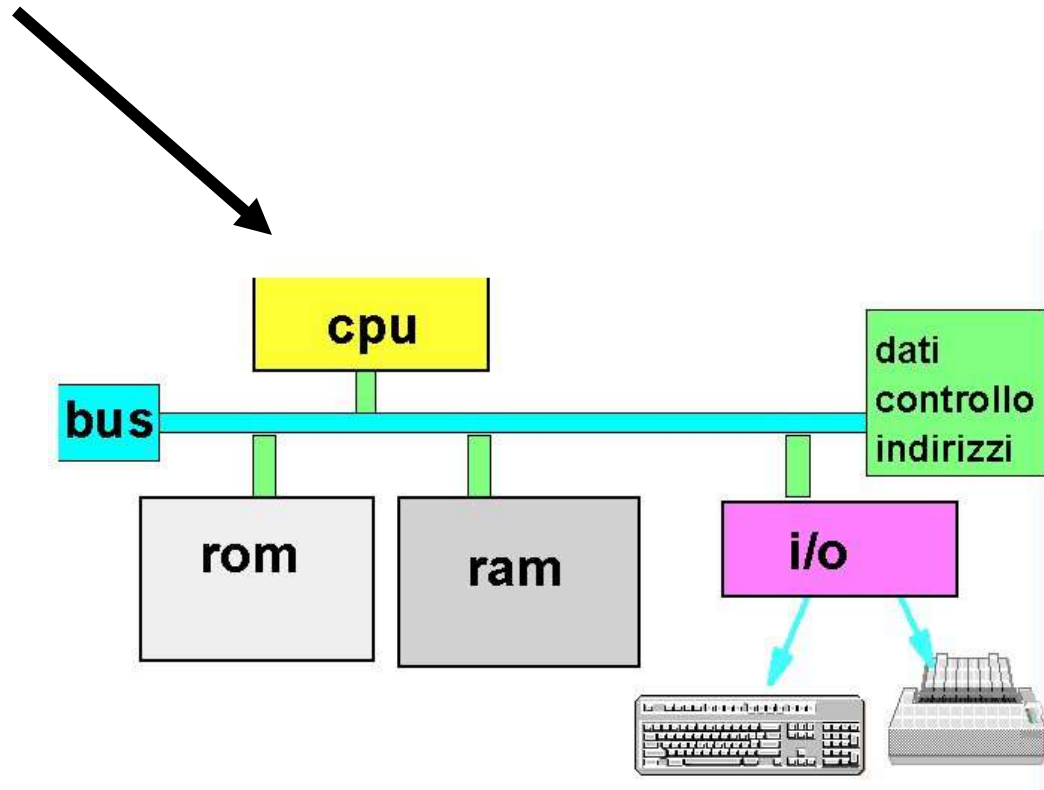 cpu
bus
dati
controllo
indirizzi
rom
ram
i/o